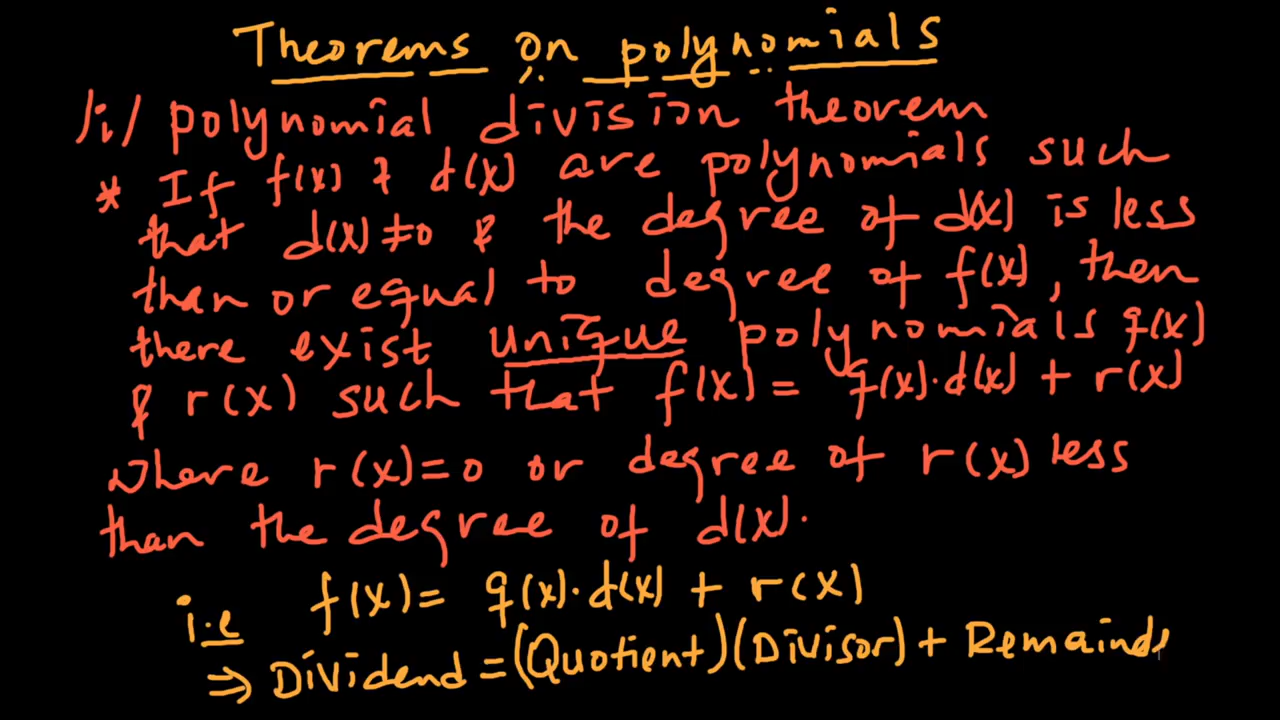 Theorems on polynomials
/i/ polynomial division theorem
* If f(x) & d(x) are polynomials such
that d(x)≠0 & the degree of d(x) is less
than or equal to degree of f(x), then
there exist unique polynomials q(x)
& r(x) such that f(x) = q(x)·d(x) + r(x)
where r(x)=0 or degree of r(x) less
than the degree of d(x).
i.e f(x) = q(x)·d(x) + r(x)
⇒ Dividend = (Quotient)(Divisor) + Remainde